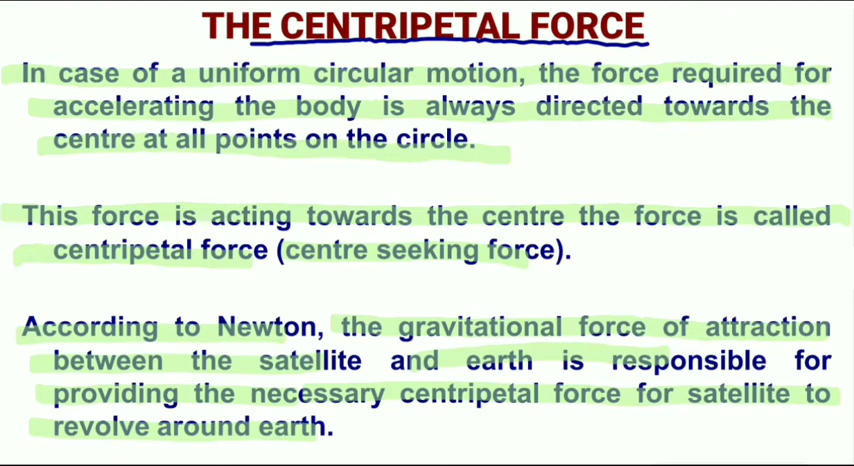 THE CENTRIPETAL FORCE
In case of a uniform circular motion, the force required for
accelerating the body is always directed towards the
centre at all points on the circle.
This force is acting towards the centre the force is called
centripetal force (centre seeking force).
According to Newton, the gravitational force of attraction
between the satellite and earth is responsible for
providing the necessary centripetal force for satellite to
revolve around earth.